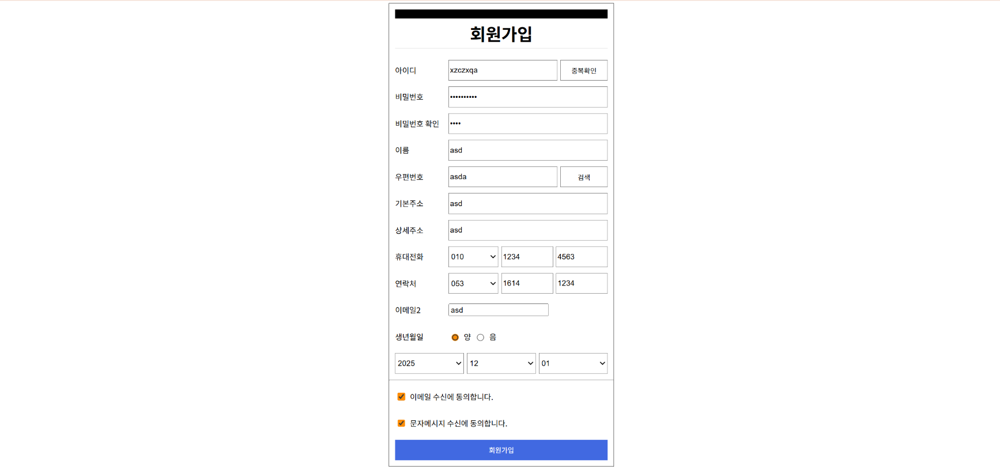 회원가입
아이디 xzczxqa 중복확인
비밀번호 ••••••••••
비밀번호 확인 ••••
이름 asd
우편번호 asda 검색
기본주소 asd
상세주소 asd
휴대전화 010 1234 4563
연락처 053 1614 1234
이메일2 asd
생년월일 양 음
2025 12 01
이메일 수신에 동의합니다.
문자메시지 수신에 동의합니다.
회원가입